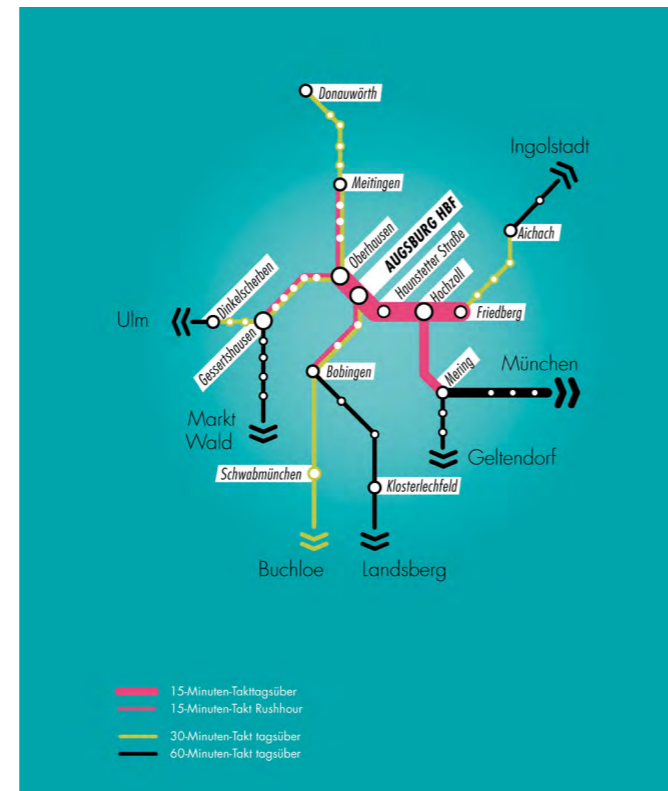 Donauwörth
Ingolstadt
Meitingen
Oberhausen
AUGSBURG HBF
Haunstetter Straße
Hochzoll
Aichach
Dinkelscherben
Ulm
Gessertshausen
Friedberg
Bobingen
Mering
München
Markt
Wald
Geltendorf
Schwabmünchen
Klosterlechfeld
Buchloe
Landsberg
15-Minuten-Takttagsüber
15-Minuten-Takt Rushhour
30-Minuten-Takt tagsüber
60-Minuten-Takt tagsüber